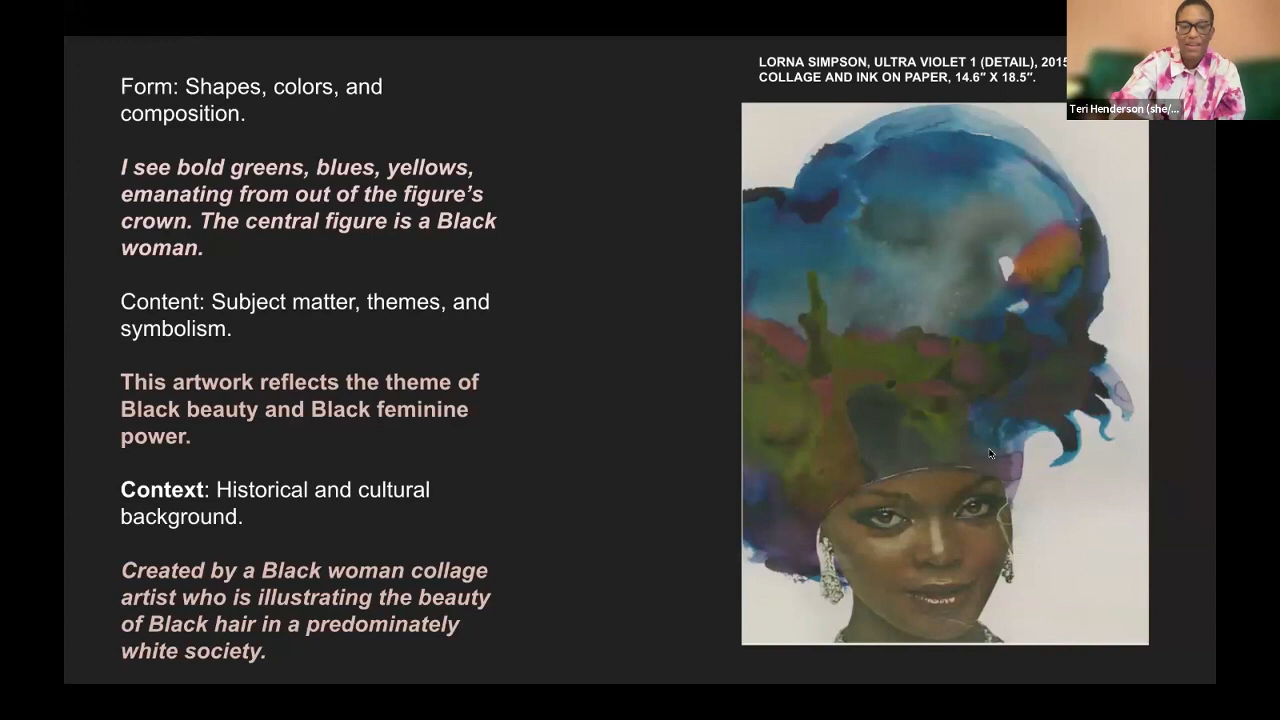 Form: Shapes, colors, and
composition.
I see bold greens, blues, yellows,
emanating from out of the figure's
crown. The central figure is a Black
woman.
Content: Subject matter, themes, and
symbolism.
This artwork reflects the theme of
Black beauty and Black feminine
power.
Context: Historical and cultural
background.
Created by a Black woman collage
artist who is illustrating the beauty
of Black hair in a predominately
white society.
LORNA SIMPSON, ULTRA VIOLET 1 (DETAIL), 2015
COLLAGE AND INK ON PAPER, 14.6" X 18.5".
Teri Henderson (she/...